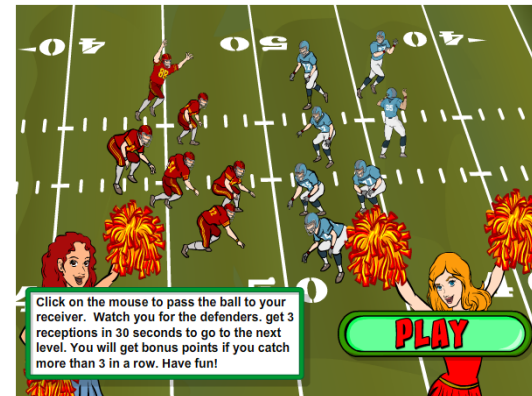 40 50 40
Click on the mouse to pass the ball to your
receiver. Watch you for the defenders. get 3
receptions in 30 seconds to go to the next
level. You will get bonus points if you catch
more than 3 in a row. Have fun!
PLAY